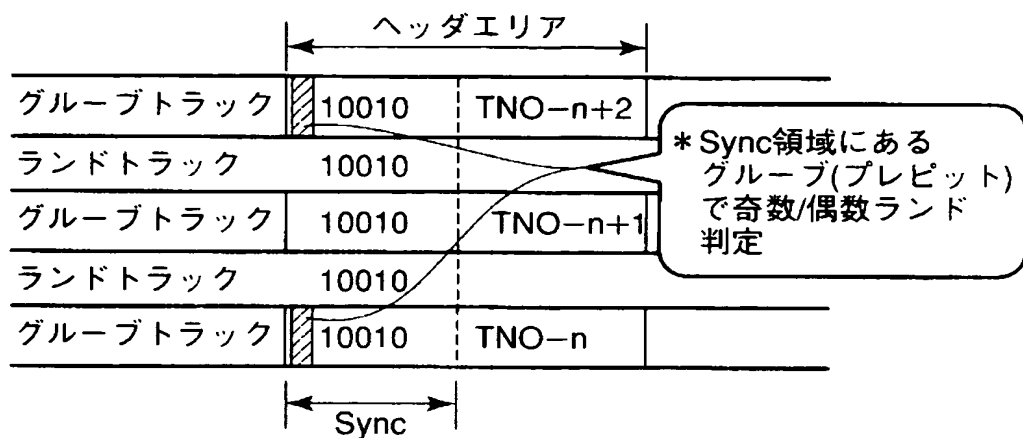 ヘッダエリア
グルーブトラック 10010 TNO-n+2
ランドトラック 10010
グルーブトラック 10010 TNO-n+1
ランドトラック 10010
グルーブトラック 10010 TNO-n
Sync
*Sync領域にある
グルーブ(プレピット)
で奇数/偶数ランド
判定